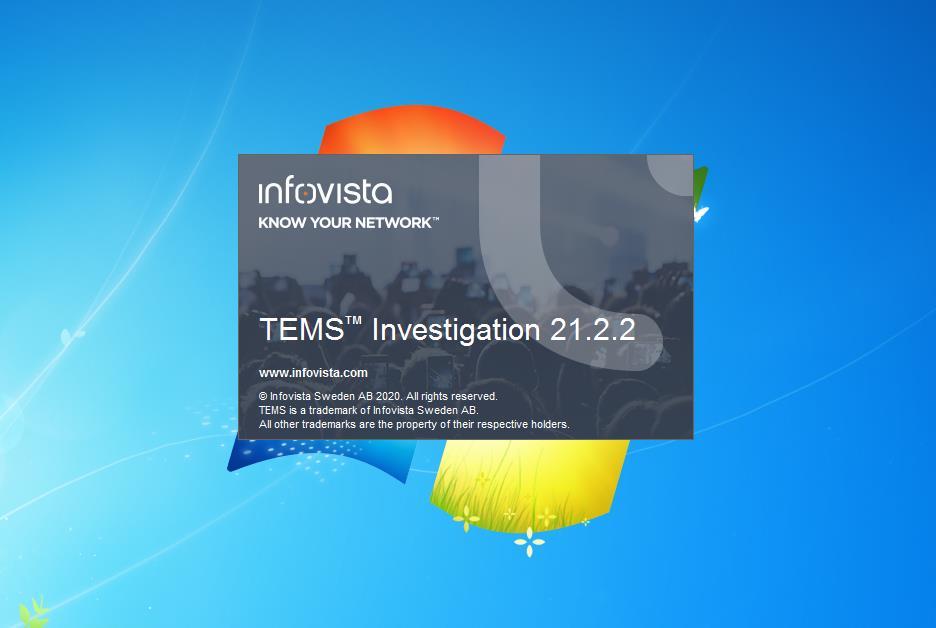 infovista
KNOW YOUR NETWORK™
TEMS™ Investigation 21.2.2
www.infovista.com
© Infovista Sweden AB 2020. All rights reserved.
TEMS is a trademark of Infovista Sweden AB.
All other trademarks are the property of their respective holders.